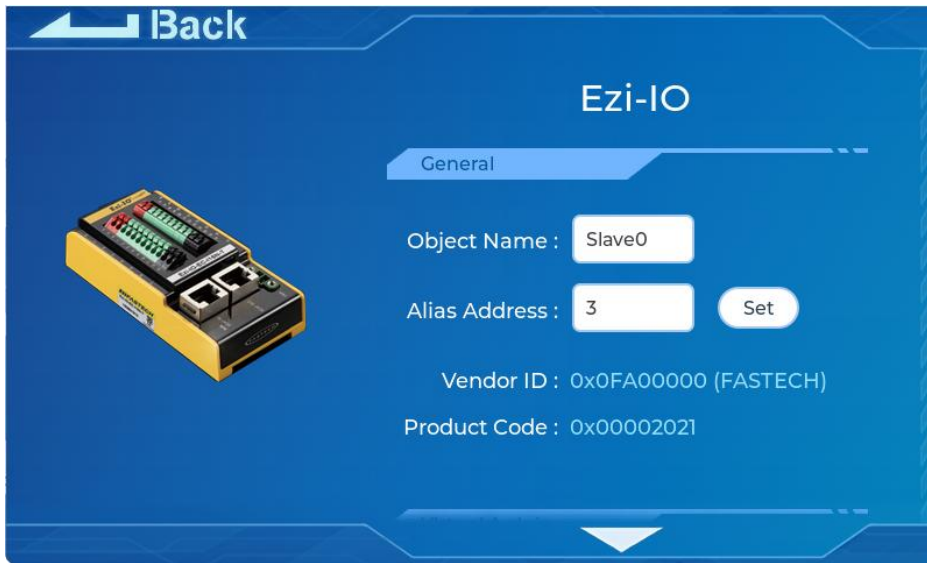 Back
Ezi-IO
General
Object Name : Slave0
Alias Address : 3 Set
Vendor ID : 0x0FA00000 (FASTECH)
Product Code : 0x00002021